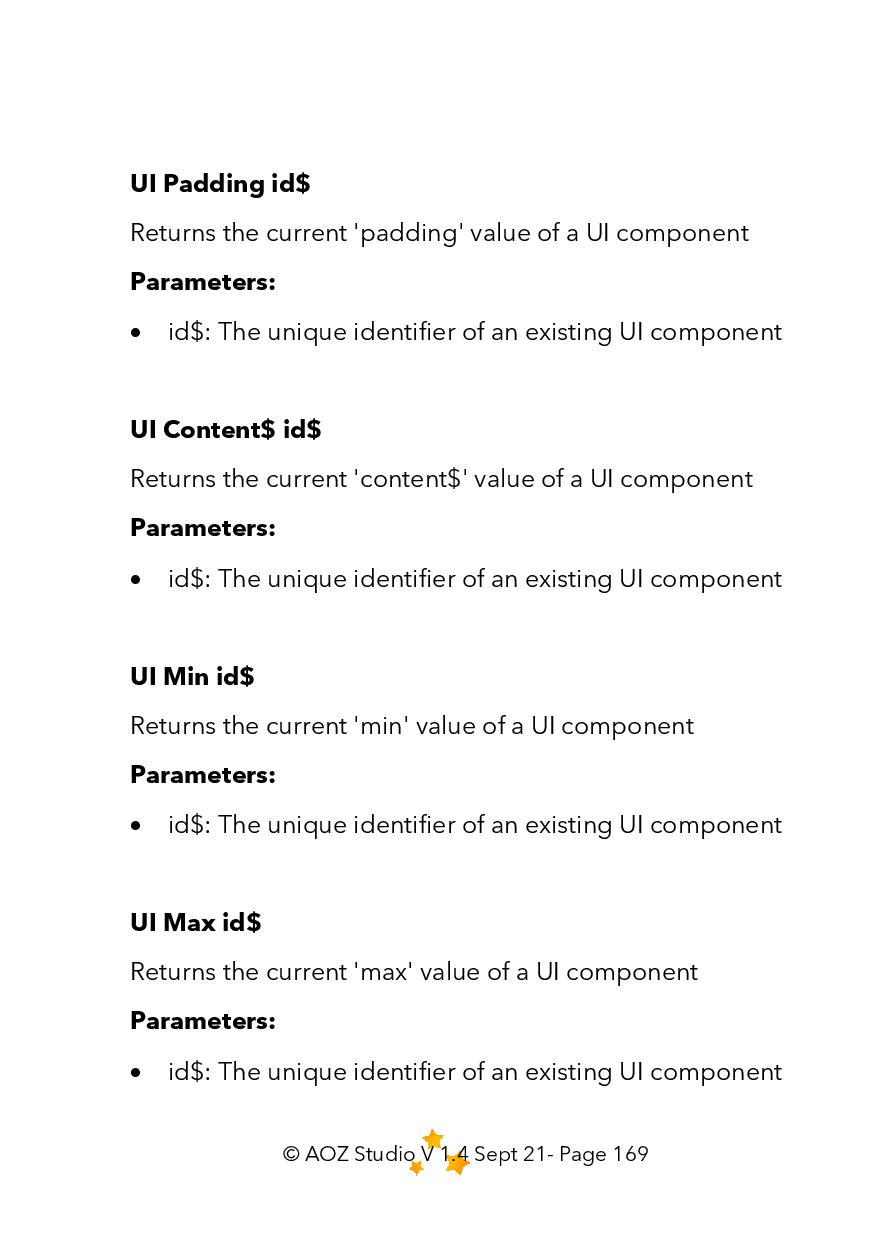 UI Padding id$
Returns the current 'padding' value of a UI component
Parameters:
• id$: The unique identifier of an existing UI component
UI Content$ id$
Returns the current 'content$' value of a UI component
Parameters:
• id$: The unique identifier of an existing UI component
UI Min id$
Returns the current 'min' value of a UI component
Parameters:
• id$: The unique identifier of an existing UI component
UI Max id$
Returns the current 'max' value of a UI component
Parameters:
• id$: The unique identifier of an existing UI component
© AOZ Studio V 1.4 Sept 21- Page 169